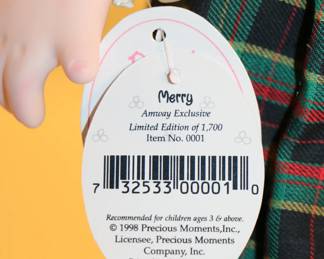 Merry
Amway Exclusive
Limited Edition of 1,700
Item No. 0001
7 32533 00001 0
Recommended for children ages 3 & above.
© 1998 Precious Moments,Inc.,
Licensee, Precious Moments
Company, Inc.